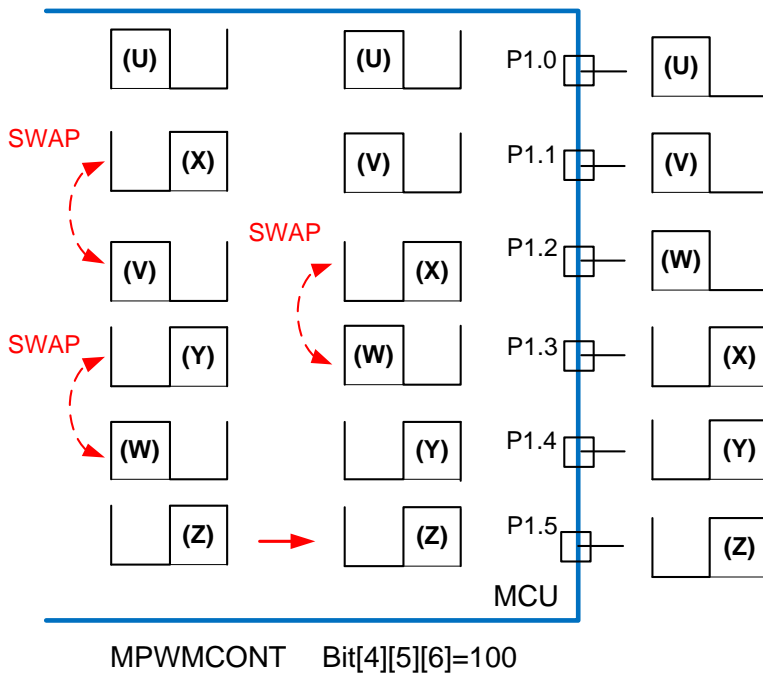 (U) (U) P1.0 (U)
SWAP (X) (V) P1.1 (V)
(V) SWAP (X) P1.2 (W)
SWAP (Y) (W) P1.3 (X)
(W) (Y) P1.4 (Y)
(Z) (Z) P1.5 (Z)
MCU
MPWMCONT Bit[4][5][6]=100